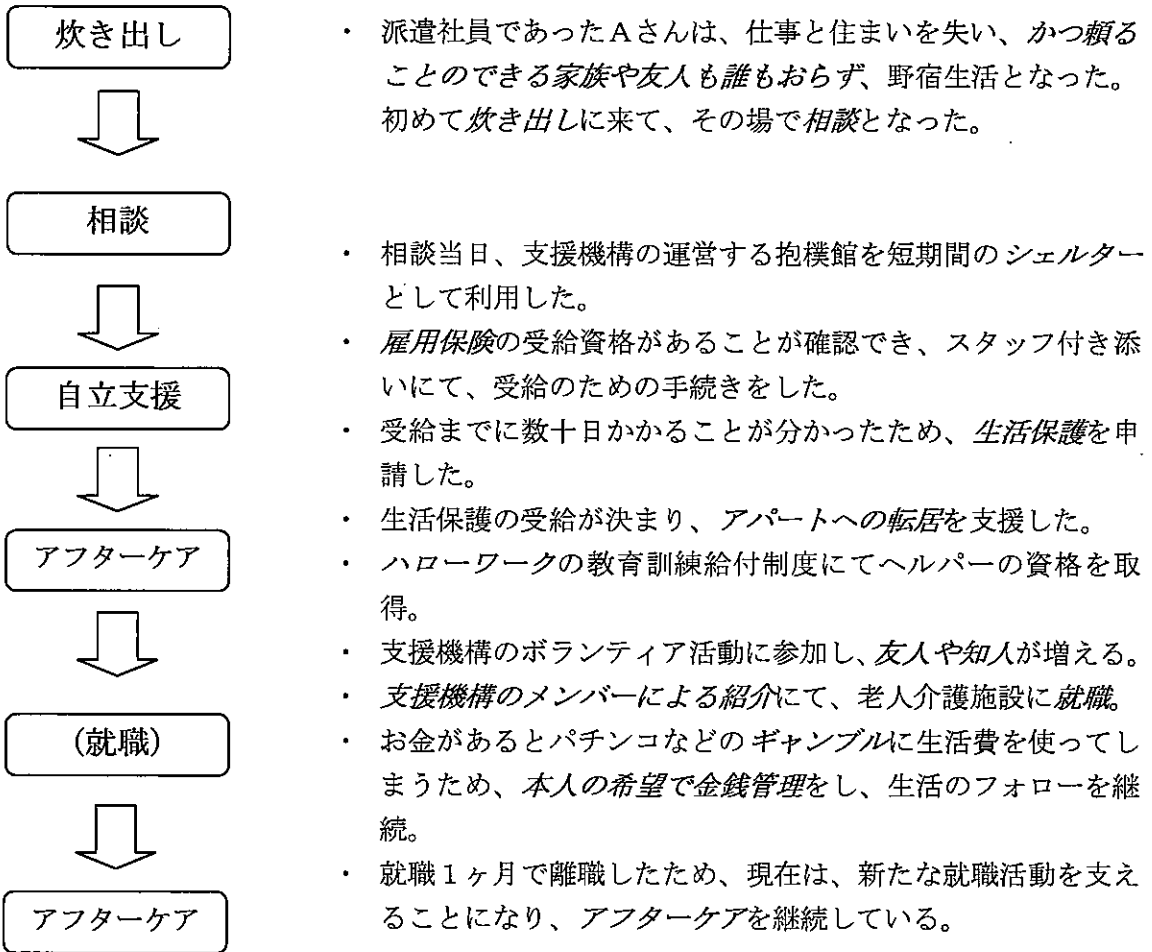 炊き出し
・ 派遣社員であったAさんは、仕事と住まいを失い、かつ頼る
ことのできる家族や友人も誰もおらず、野宿生活となった。
初めて炊き出しに来て、その場で相談となった。
相談
・ 相談当日、支援機構の運営する抱樸館を短期間のシェルター
として利用した。
・ 雇用保険の受給資格があることが確認でき、スタッフ付き添
いにて、受給のための手続きをした。
自立支援
・ 受給までに数十日かかることが分かったため、生活保護を申
請した。
・ 生活保護の受給が決まり、アパートへの転居を支援した。
アフターケア
・ ハローワークの教育訓練給付制度にてヘルパーの資格を取
得。
・ 支援機構のボランティア活動に参加し、友人や知人が増える。
・ 支援機構のメンバーによる紹介にて、老人介護施設に就職。
(就職)
・ お金があるとパチンコなどのギャンブルに生活費を使ってし
まうため、本人の希望で金銭管理をし、生活のフォローを継
続。
・ 就職1ヶ月で離職したため、現在は、新たな就職活動を支え
ることになり、アフターケアを継続している。
アフターケア